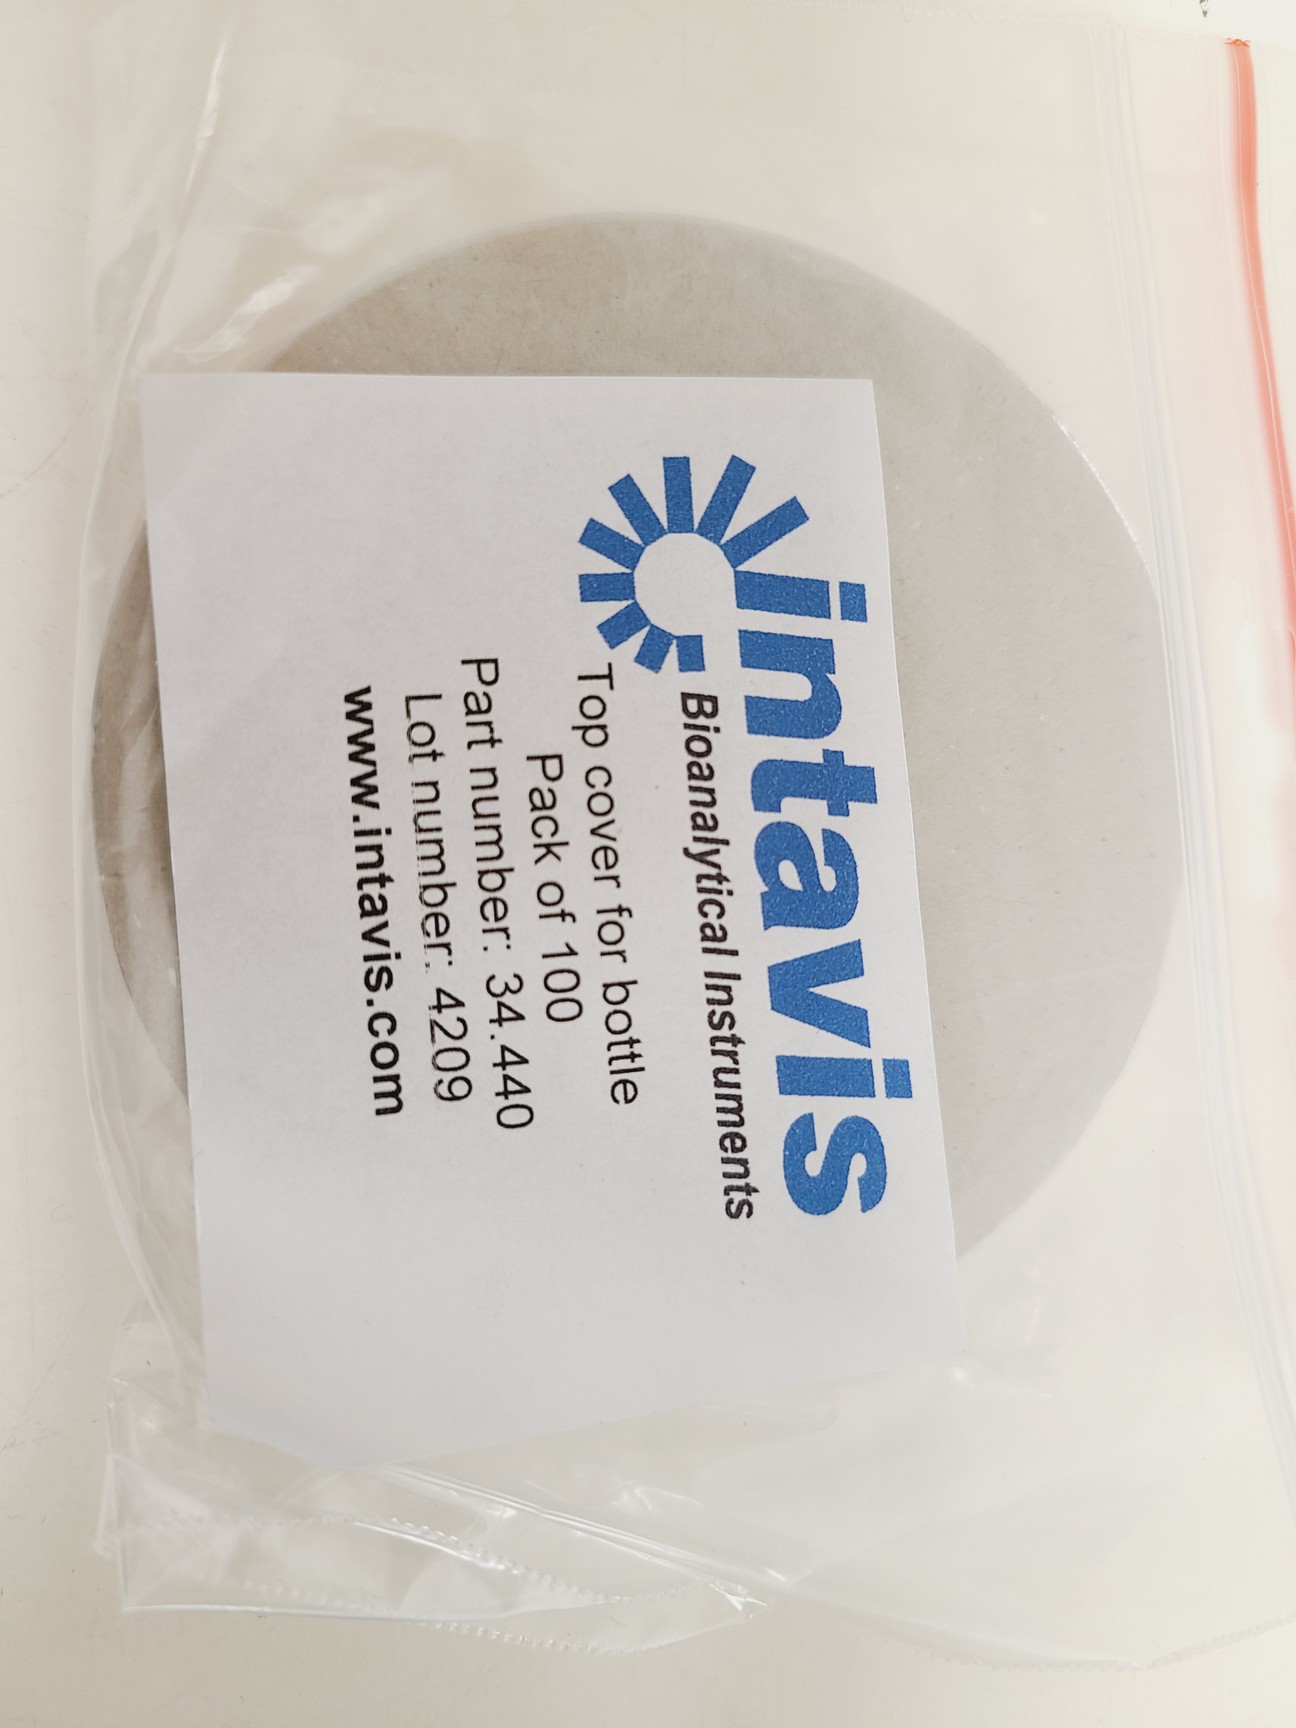 intavis
Bioanalytical Instruments
Top cover for bottle
Pack of 100
Part number: 34.440
Lot number: 4209
www.intavis.com